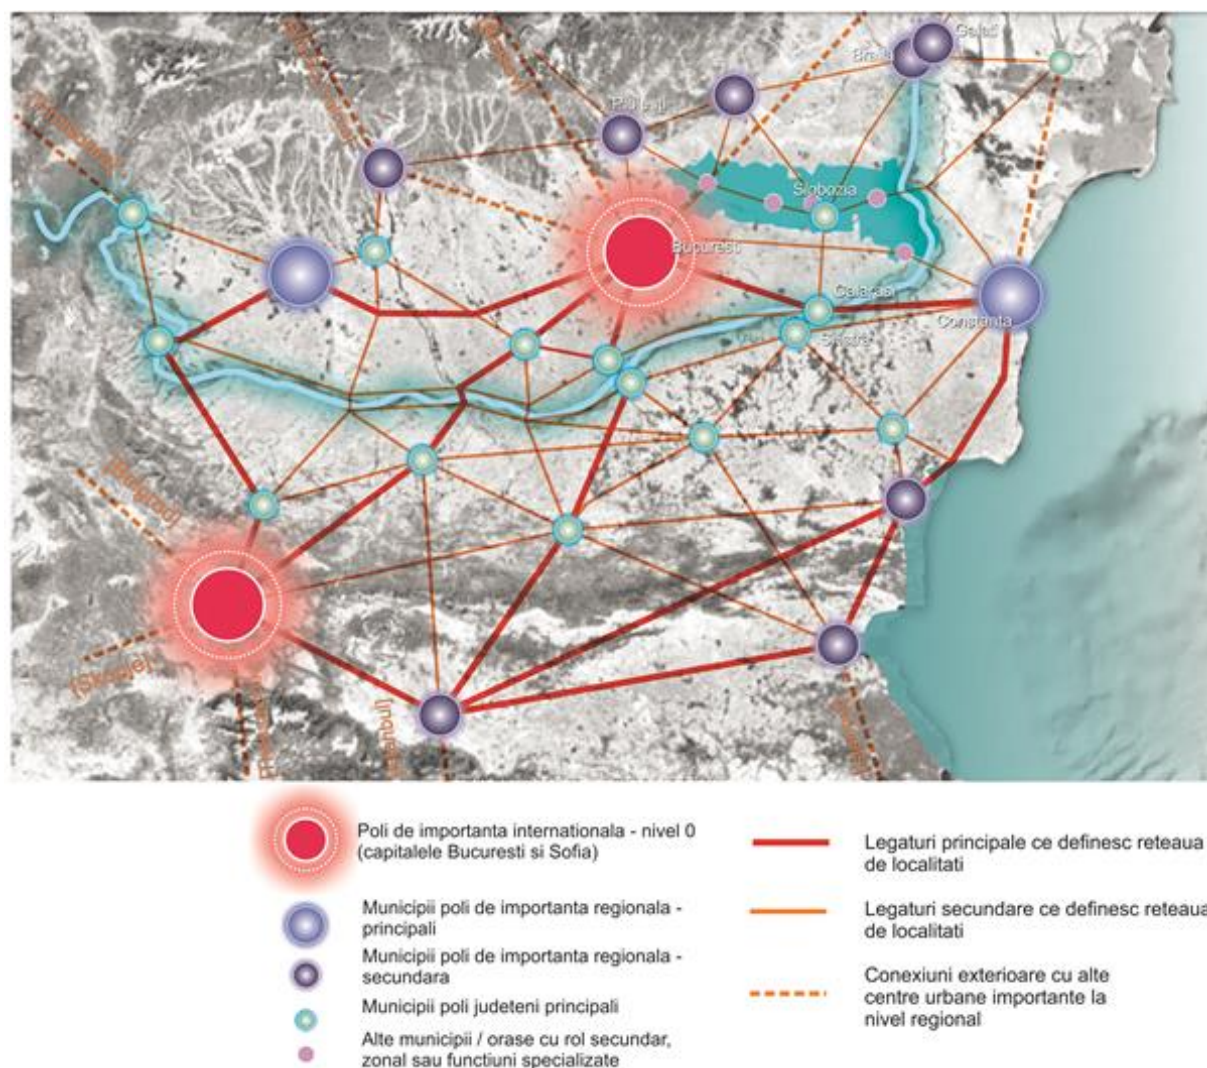 Galati
Braila
Ploiesti
Slobozia
Bucuresti
Calarasi
Constanta
Silistra
[Belgrad]
[Skopje]
Poli de importanta internationala - nivel 0
(capitalele Bucuresti si Sofia)
Municipii poli de importanta regionala -
principali
Municipii poli de importanta regionala -
secundara
Municipii poli judeteni principali
Alte municipii / orase cu rol secundar,
zonal sau functiuni specializate
Legaturi principale ce definesc reteaua
de localitati
Legaturi secundare ce definesc reteaua
de localitati
Conexiuni exterioare cu alte
centre urbane importante la
nivel regional